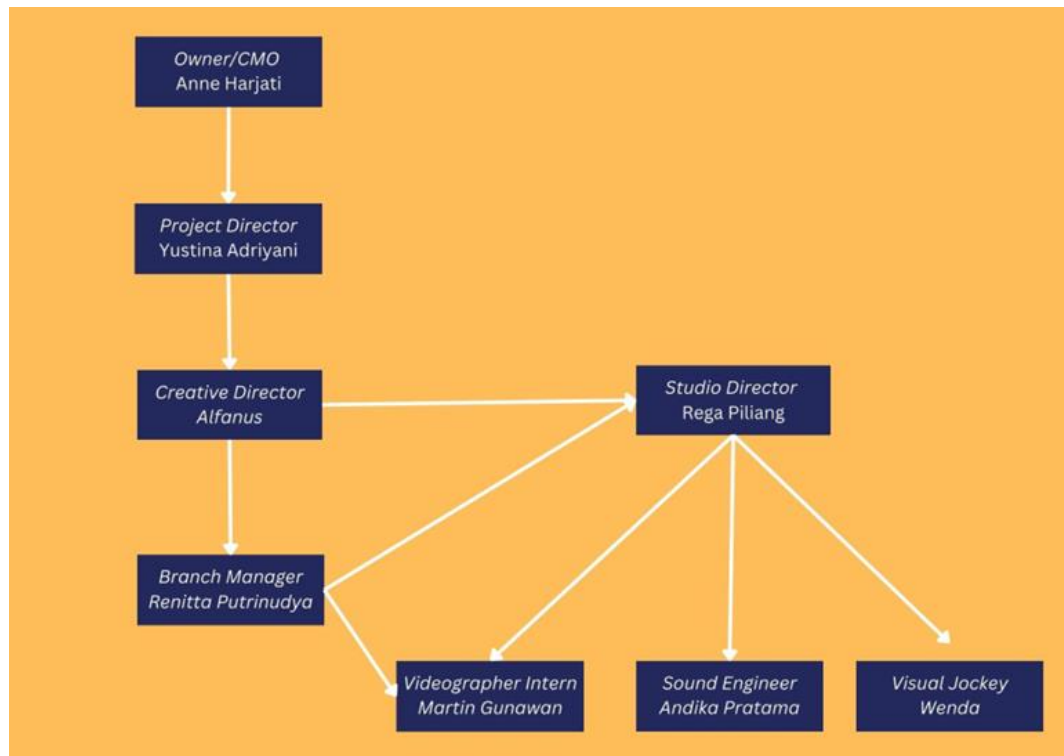 Owner/CMO
Anne Harjati
Project Director
Yustina Adriyani
Creative Director
Alfanus
Studio Director
Rega Piliang
Branch Manager
Renitta Putrinudya
Videographer Intern
Martin Gunawan
Sound Engineer
Andika Pratama
Visual Jockey
Wenda